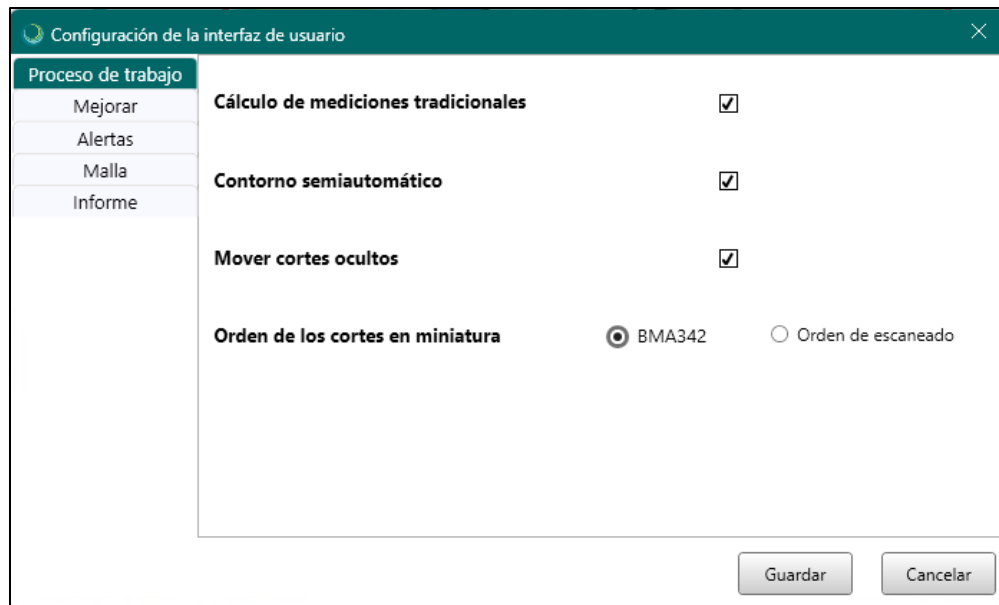 Configuración de la interfaz de usuario
Proceso de trabajo
Mejorar
Alertas
Malla
Informe
Cálculo de mediciones tradicionales
Contorno semiautomático
Mover cortes ocultos
Orden de los cortes en miniatura BMA342 Orden de escaneado
Guardar Cancelar